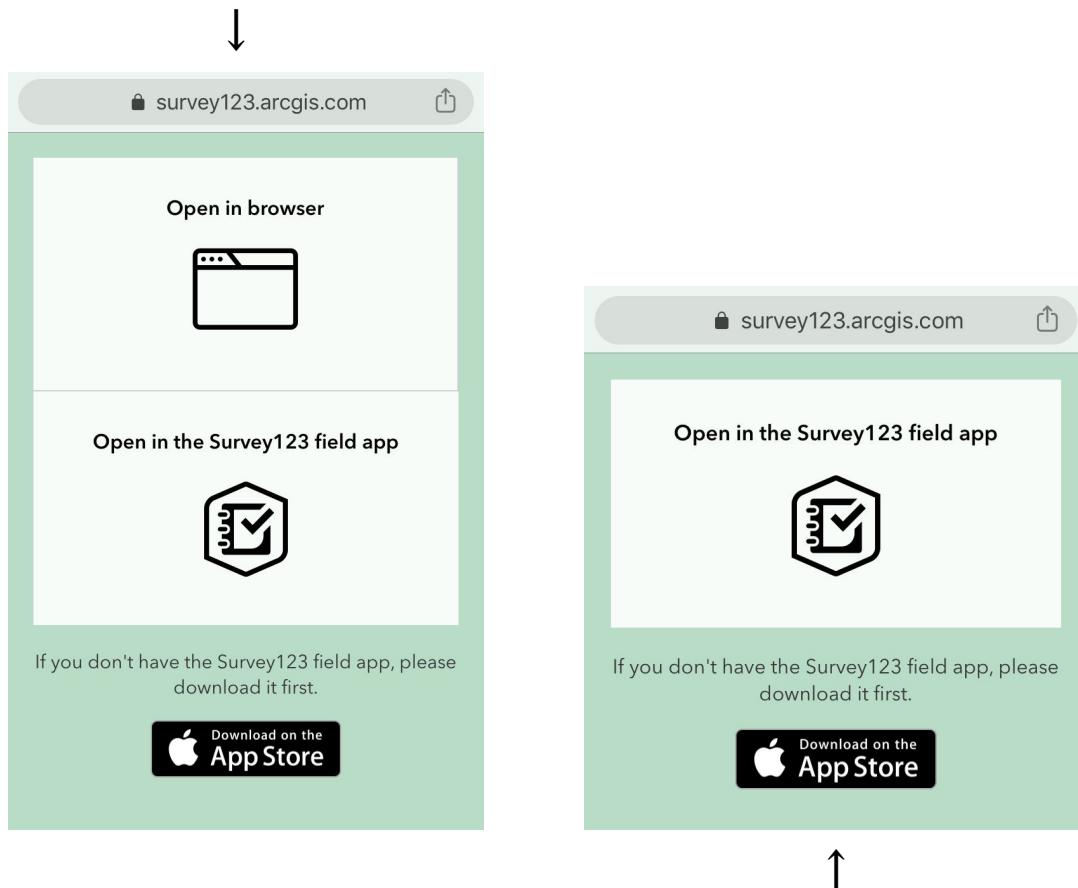 survey123.arcgis.com
Open in browser
Open in the Survey123 field app
If you don't have the Survey123 field app, please
download it first.
Download on the
App Store
survey123.arcgis.com
Open in the Survey123 field app
If you don't have the Survey123 field app, please
download it first.
Download on the
App Store